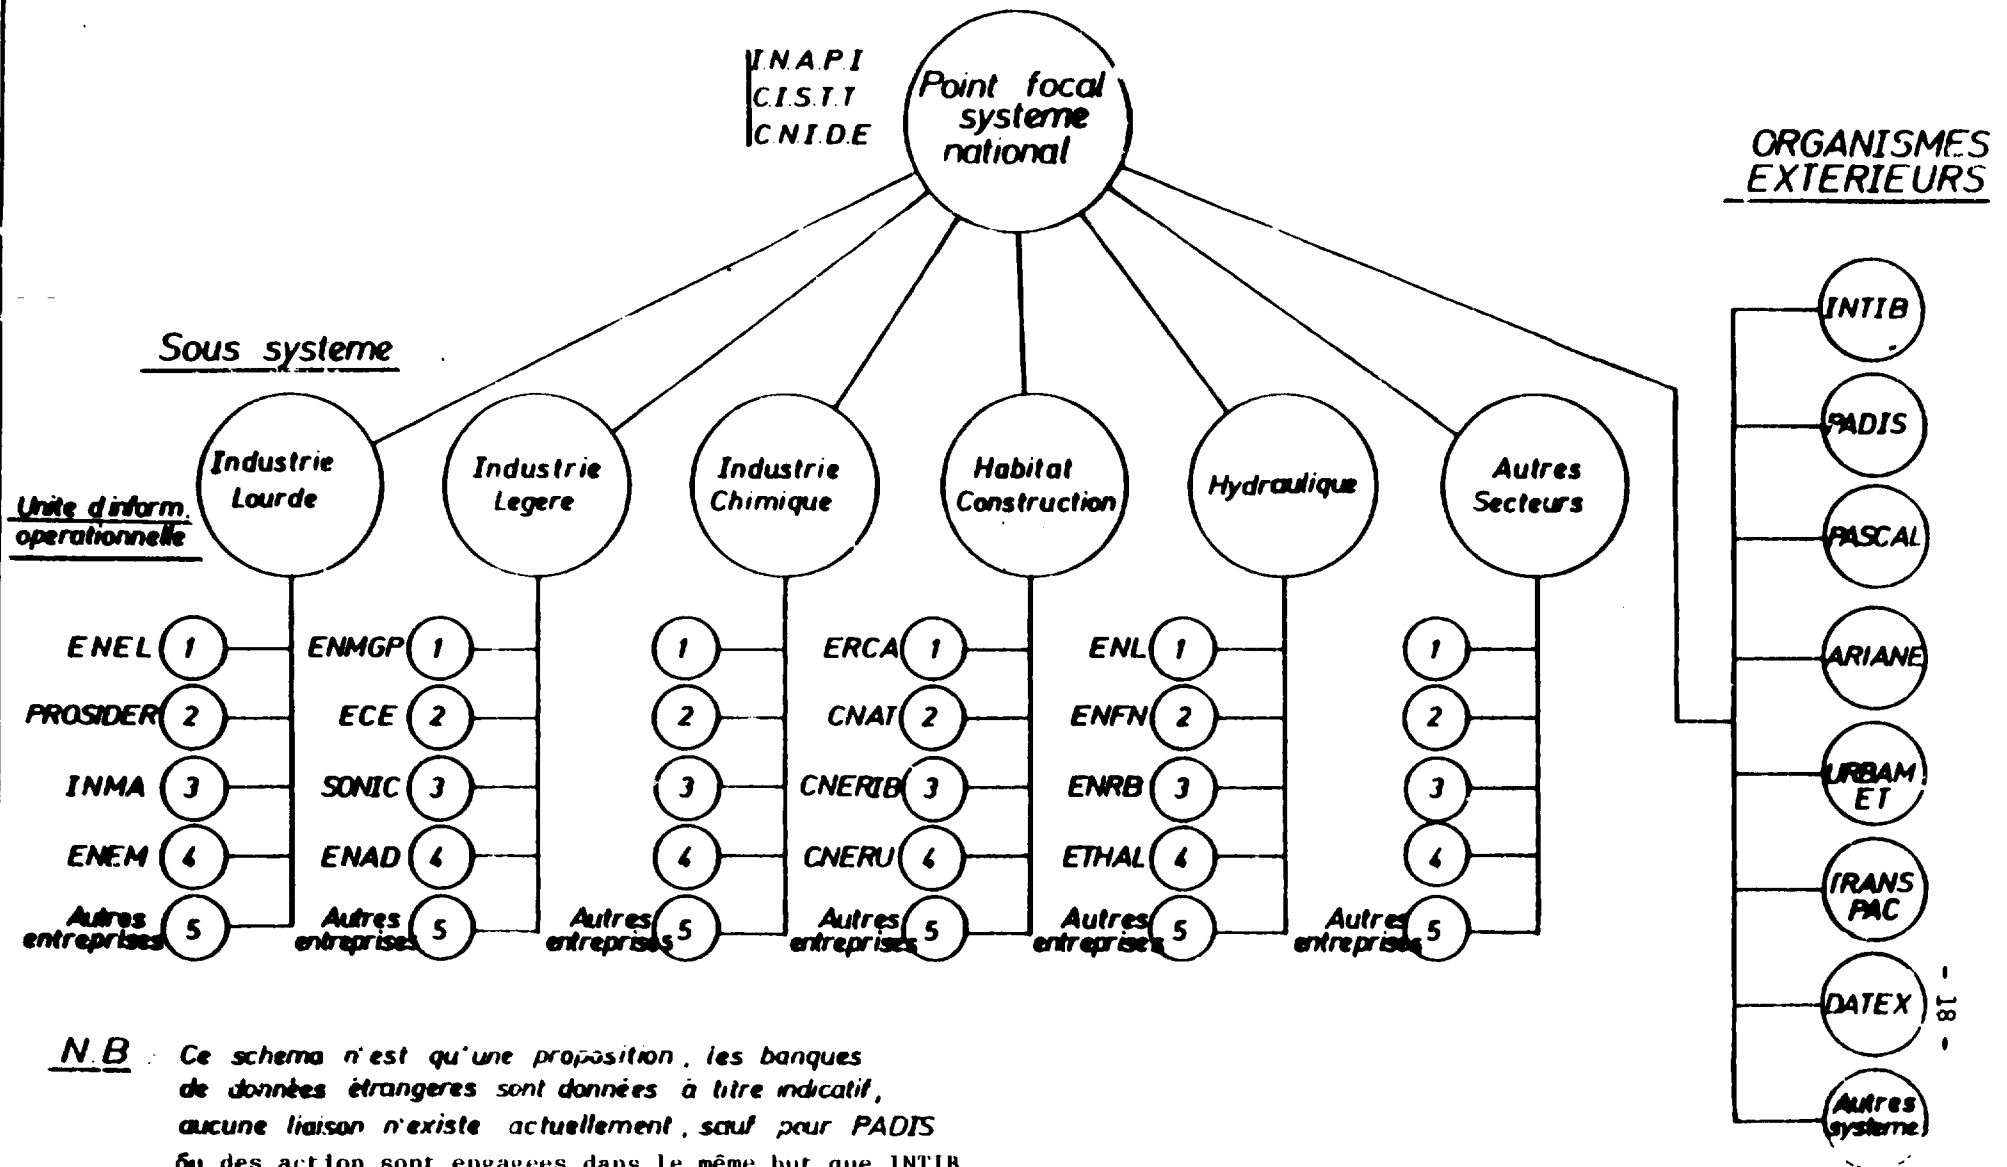 I.N.A.P.I
C.I.S.T.T
C.N.I.D.E
Point focal
systeme
national
ORGANISMES
EXTERIEURS
Sous systeme
Industrie
Lourde
Industrie
Legere
Industrie
Chimique
Habitat
Construction
Hydraulique
Autres
Secteurs
Unite d'inform.
operationnelle
ENEL 1
PROSIDER 2
INMA 3
ENEM 4
Autres
entreprises 5
ENMGP 1
ECE 2
SONIC 3
ENAD 4
Autres
entreprises 5
1
2
3
4
Autres
entreprises 5
ERCA 1
CNAT 2
CNERIB 3
CNERU 4
Autres
entreprises 5
ENL 1
ENFN 2
ENRB 3
ETHAL 4
Autres
entreprises 5
1
2
3
4
Autres
entreprises 5
INTIB
PADIS
PASCAL
ARIANE
URBAM
ET
TRANS
PAC
DATEX
Autres
systeme
- 18 -
N.B Ce schema n'est qu'une proposition, les banques
de données étrangeres sont données à titre indicatif,
aucune liaison n'existe actuellement, sauf pour PADIS
ou des action sont engagees dans le même but que INTIB